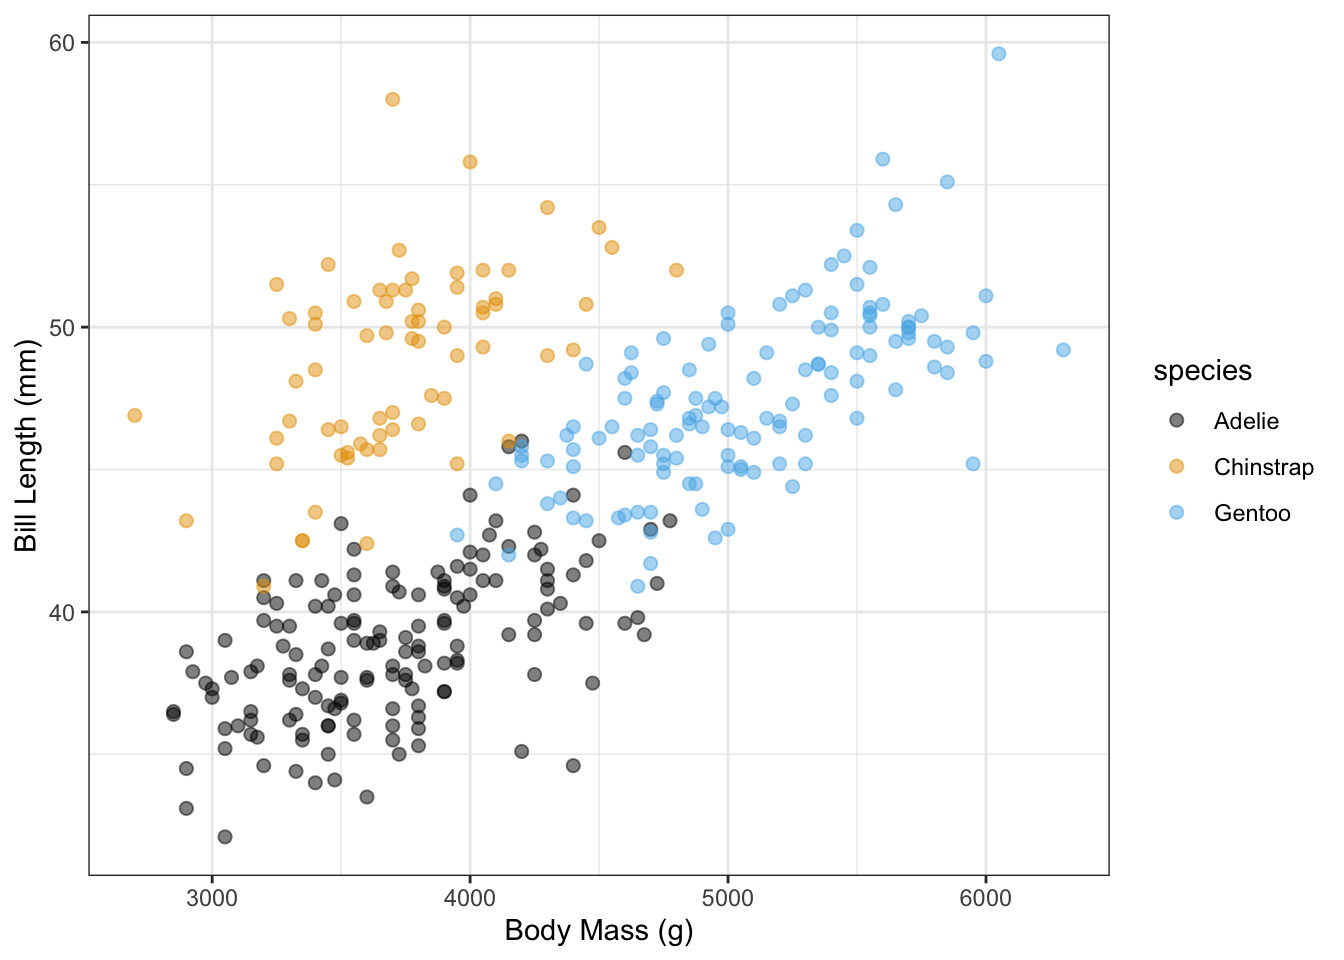 60
50
40
Bill Length (mm)
3000 4000 5000 6000
Body Mass (g)
species
Adelie
Chinstrap
Gentoo